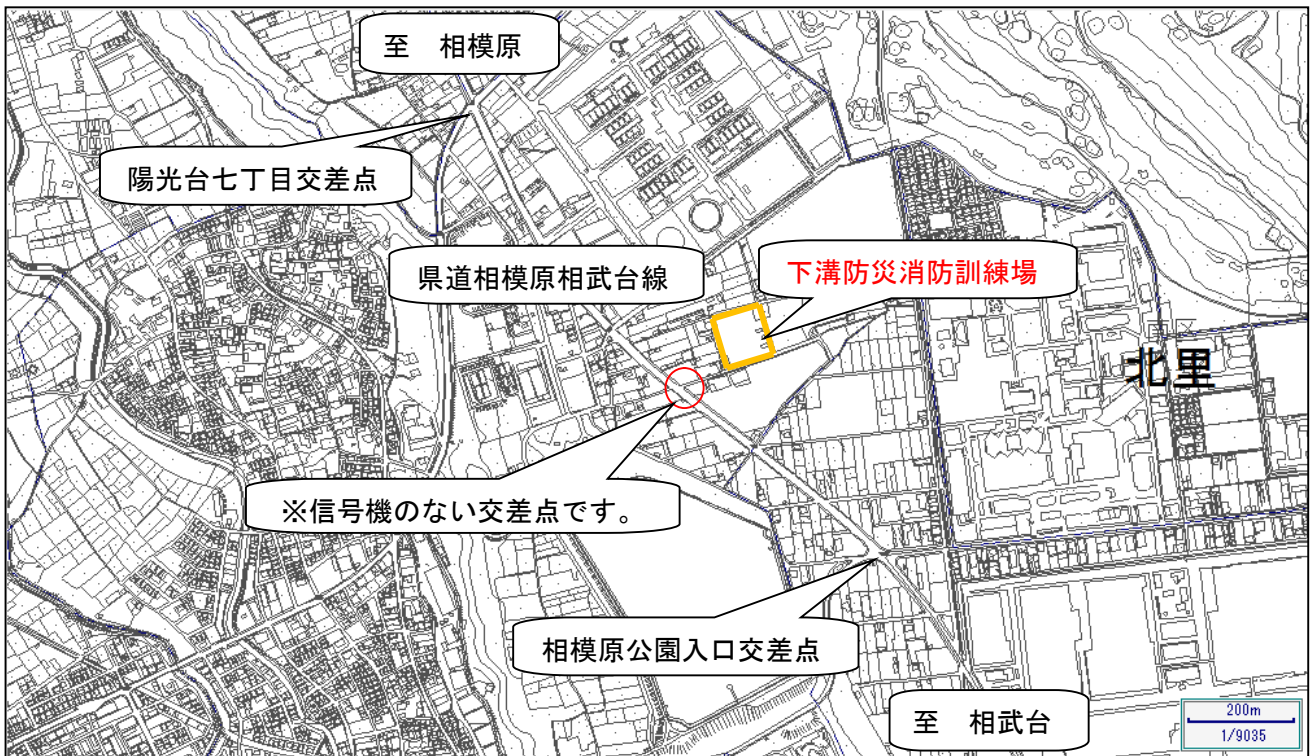 至　相模原
陽光台七丁目交差点
県道相模原相武台線
下溝防災消防訓練場
北里
※信号機のない交差点です。
相模原公園入口交差点
至　相武台
200m
1/9035